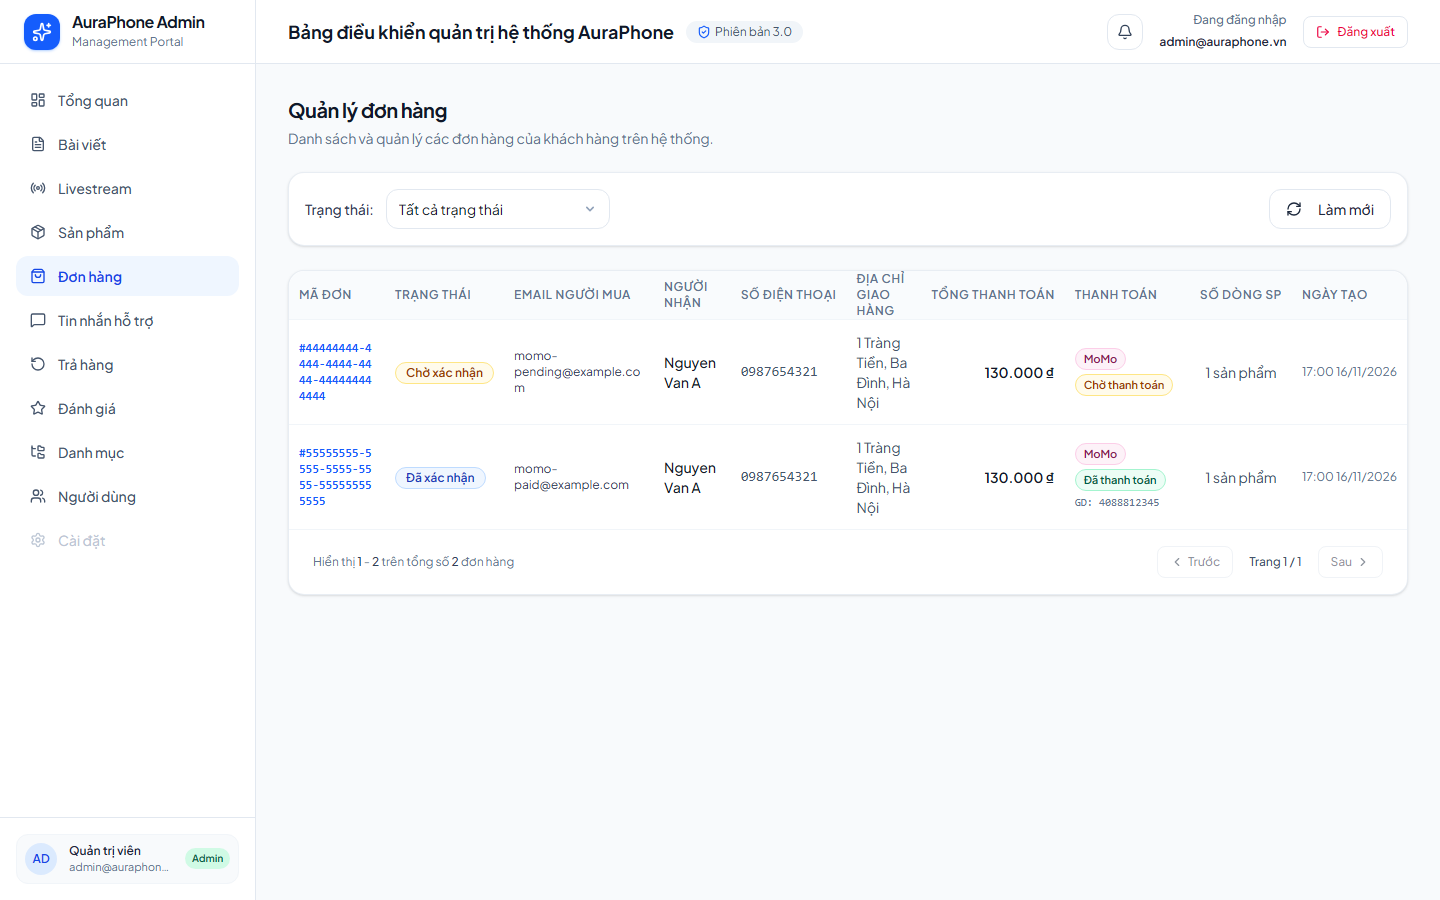 AuraPhone Admin
Management Portal
Bảng điều khiển quản trị hệ thống AuraPhone
Phiên bản 3.0
Đang đăng nhập
admin@auraphone.vn
Đăng xuất
Tổng quan
Bài viết
Livestream
Sản phẩm
Đơn hàng
Tin nhắn hỗ trợ
Trả hàng
Đánh giá
Danh mục
Người dùng
Cài đặt
AD
Quản trị viên
admin@auraphon...
Admin
Quản lý đơn hàng
Danh sách và quản lý các đơn hàng của khách hàng trên hệ thống.
Trạng thái:
Tất cả trạng thái
Làm mới
MÃ ĐƠN
TRẠNG THÁI
EMAIL NGƯỜI MUA
NGƯỜI
NHẬN
SỐ ĐIỆN THOẠI
ĐỊA CHỈ
GIAO
HÀNG
TỔNG THANH TOÁN
THANH TOÁN
SỐ DÒNG SP
NGÀY TẠO
#44444444-4
444-4444-44
44-44444444
4444
Chờ xác nhận
momo-
pending@example.co
m
Nguyen
Van A
0987654321
1 Tràng
Tiền, Ba
Đình, Hà
Nội
130.000 ₫
MoMo
Chờ thanh toán
1 sản phẩm
17:00 16/11/2026
#55555555-5
555-5555-55
55-55555555
5555
Đã xác nhận
momo-
paid@example.com
Nguyen
Van A
0987654321
1 Tràng
Tiền, Ba
Đình, Hà
Nội
130.000 ₫
MoMo
Đã thanh toán
GD: 4088812345
1 sản phẩm
17:00 16/11/2026
Hiển thị 1 - 2 trên tổng số 2 đơn hàng
Trước
Trang 1 / 1
Sau